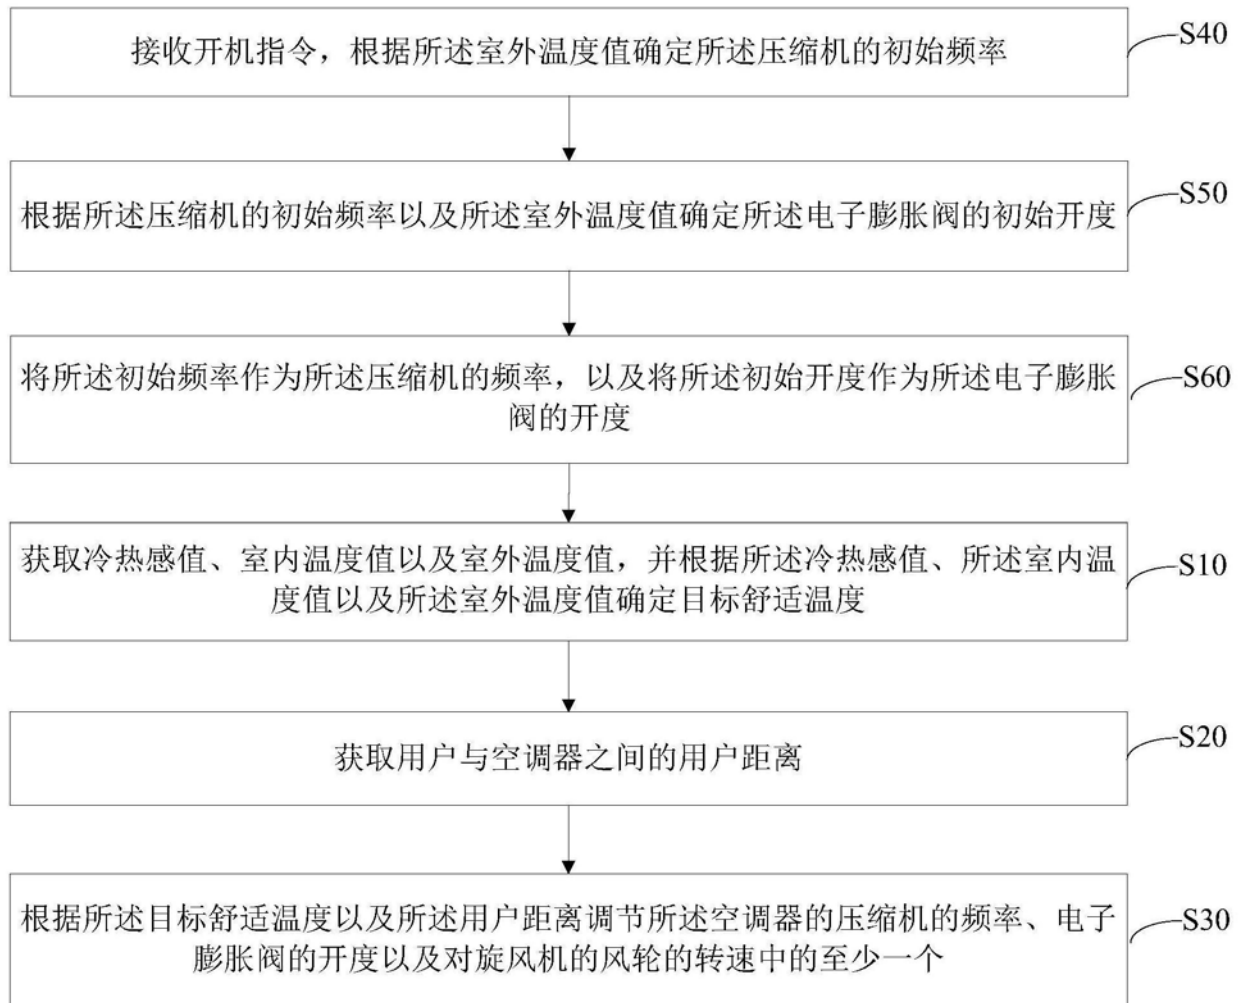 接收开机指令，根据所述室外温度值确定所述压缩机的初始频率
S40
根据所述压缩机的初始频率以及所述室外温度值确定所述电子膨胀阀的初始开度
S50
将所述初始频率作为所述压缩机的频率，以及将所述初始开度作为所述电子膨胀
阀的开度
S60
获取冷热感值、室内温度值以及室外温度值，并根据所述冷热感值、所述室内温
度值以及所述室外温度值确定目标舒适温度
S10
获取用户与空调器之间的用户距离
S20
根据所述目标舒适温度以及所述用户距离调节所述空调器的压缩机的频率、电子
膨胀阀的开度以及对旋风机的风轮的转速中的至少一个
S30